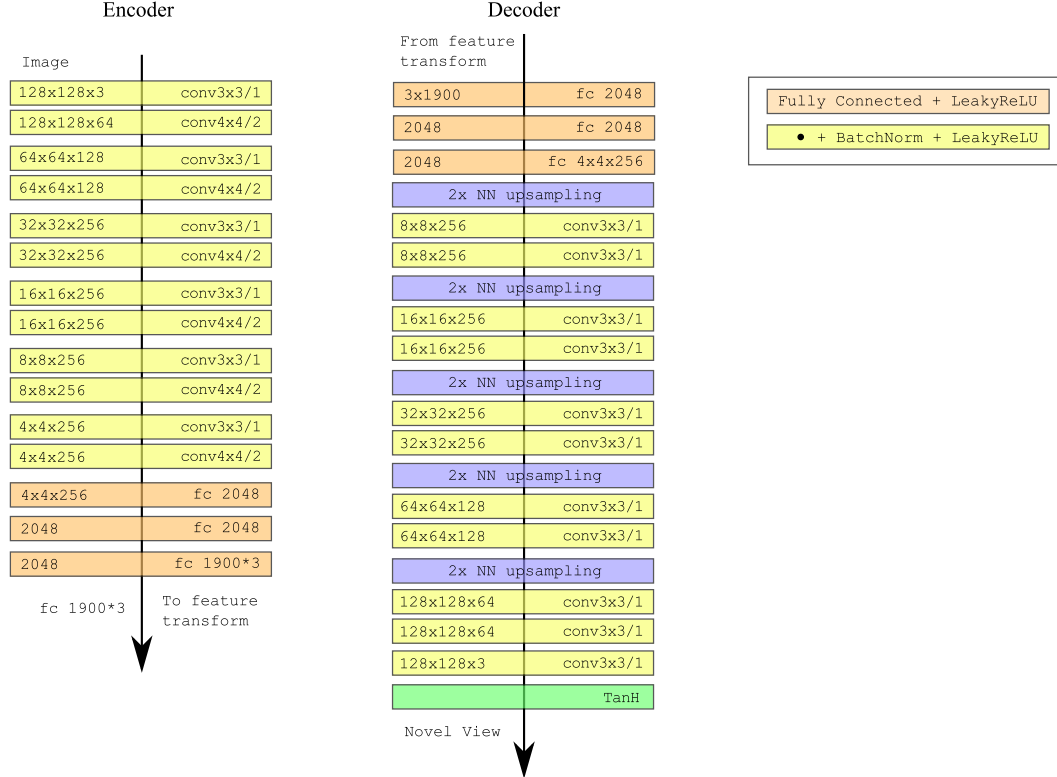 Encoder
Image
128x128x3 conv3x3/1
128x128x64 conv4x4/2
64x64x128 conv3x3/1
64x64x128 conv4x4/2
32x32x256 conv3x3/1
32x32x256 conv4x4/2
16x16x256 conv3x3/1
16x16x256 conv4x4/2
8x8x256 conv3x3/1
8x8x256 conv4x4/2
4x4x256 conv3x3/1
4x4x256 conv4x4/2
4x4x256 fc 2048
2048 fc 2048
2048 fc 1900*3
fc 1900*3
To feature
transform
Decoder
From feature
transform
3x1900 fc 2048
2048 fc 2048
2048 fc 4x4x256
2x NN upsampling
8x8x256 conv3x3/1
8x8x256 conv3x3/1
2x NN upsampling
16x16x256 conv3x3/1
16x16x256 conv3x3/1
2x NN upsampling
32x32x256 conv3x3/1
32x32x256 conv3x3/1
2x NN upsampling
64x64x128 conv3x3/1
64x64x128 conv3x3/1
2x NN upsampling
128x128x64 conv3x3/1
128x128x64 conv3x3/1
128x128x3 conv3x3/1
TanH
Novel View
Fully Connected + LeakyReLU
• + BatchNorm + LeakyReLU